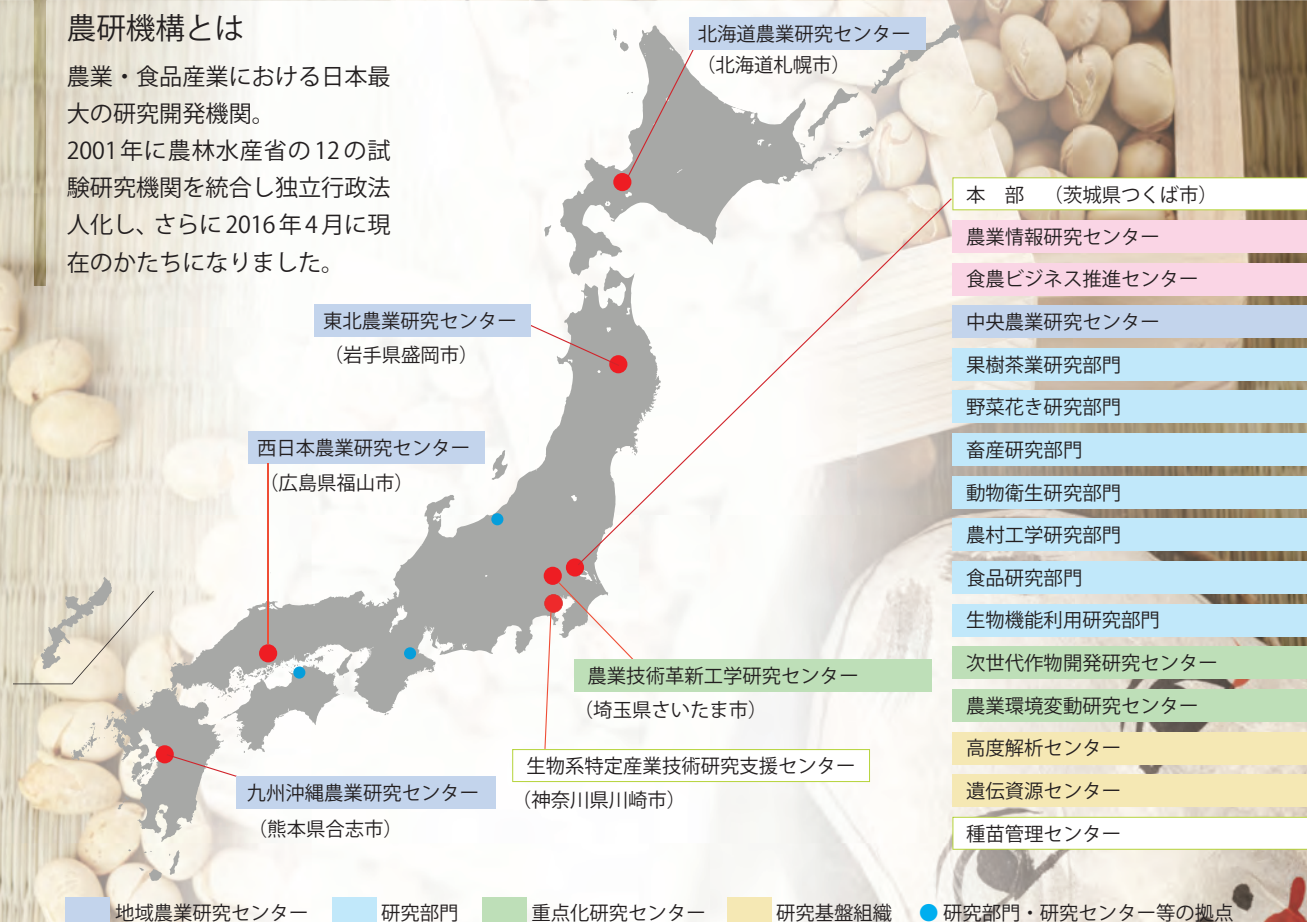 農研機構とは
農業・食品産業における日本最
大の研究開発機関。
2001年に農林水産省の12の試
験研究機関を統合し独立行政法
人化し、さらに2016年4月に現
在のかたちになりました。
北海道農業研究センター
（北海道札幌市）
東北農業研究センター
（岩手県盛岡市）
西日本農業研究センター
（広島県福山市）
農業技術革新工学研究センター
（埼玉県さいたま市）
生物系特定産業技術研究支援センター
（神奈川県川崎市）
九州沖縄農業研究センター
（熊本県合志市）
本　部　（茨城県つくば市）
農業情報研究センター
食農ビジネス推進センター
中央農業研究センター
果樹茶業研究部門
野菜花き研究部門
畜産研究部門
動物衛生研究部門
農村工学研究部門
食品研究部門
生物機能利用研究部門
次世代作物開発研究センター
農業環境変動研究センター
高度解析センター
遺伝資源センター
種苗管理センター
地域農業研究センター　研究部門　重点化研究センター　研究基盤組織　研究部門・研究センター等の拠点